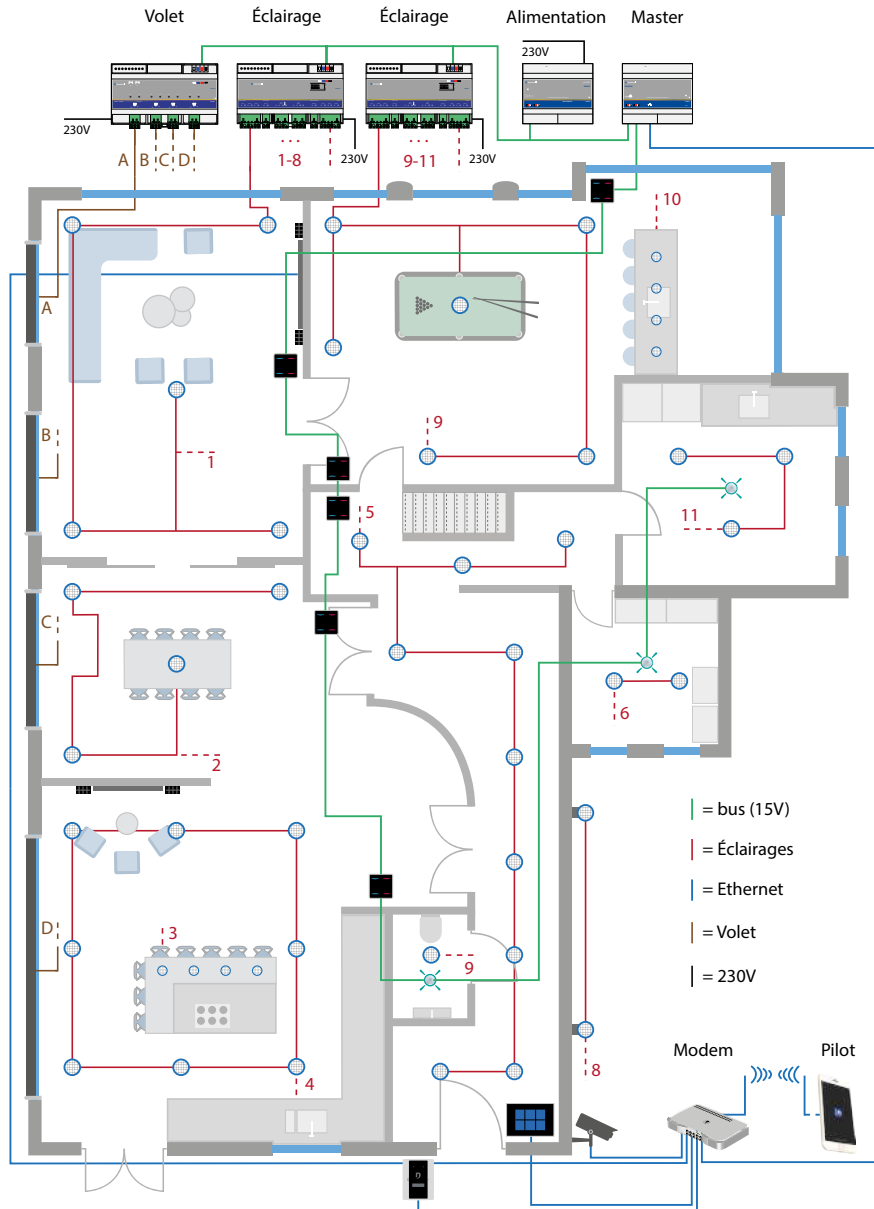 Volet
Éclairage
Éclairage
Alimentation
Master
230V
230V
230V
230V
A B C D
1-8
9-11
10
A
B
1
9
5
11
C
2
6
D
3
9
4
8
= bus (15V)
= Éclairages
= Ethernet
= Volet
= 230V
Modem
Pilot